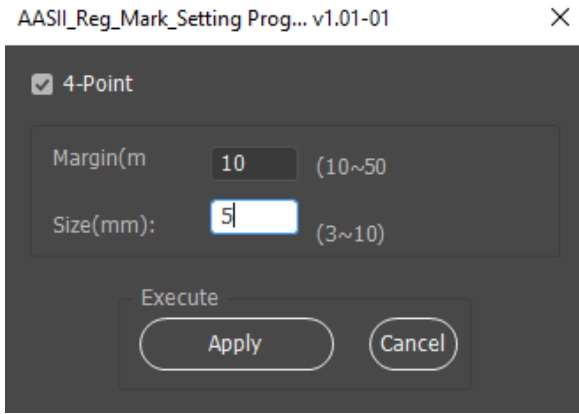 AASII_Reg_Mark_Setting Prog... v1.01-01
4-Point
Margin(m 10 (10~50
Size(mm): 5 (3~10)
Execute
Apply Cancel